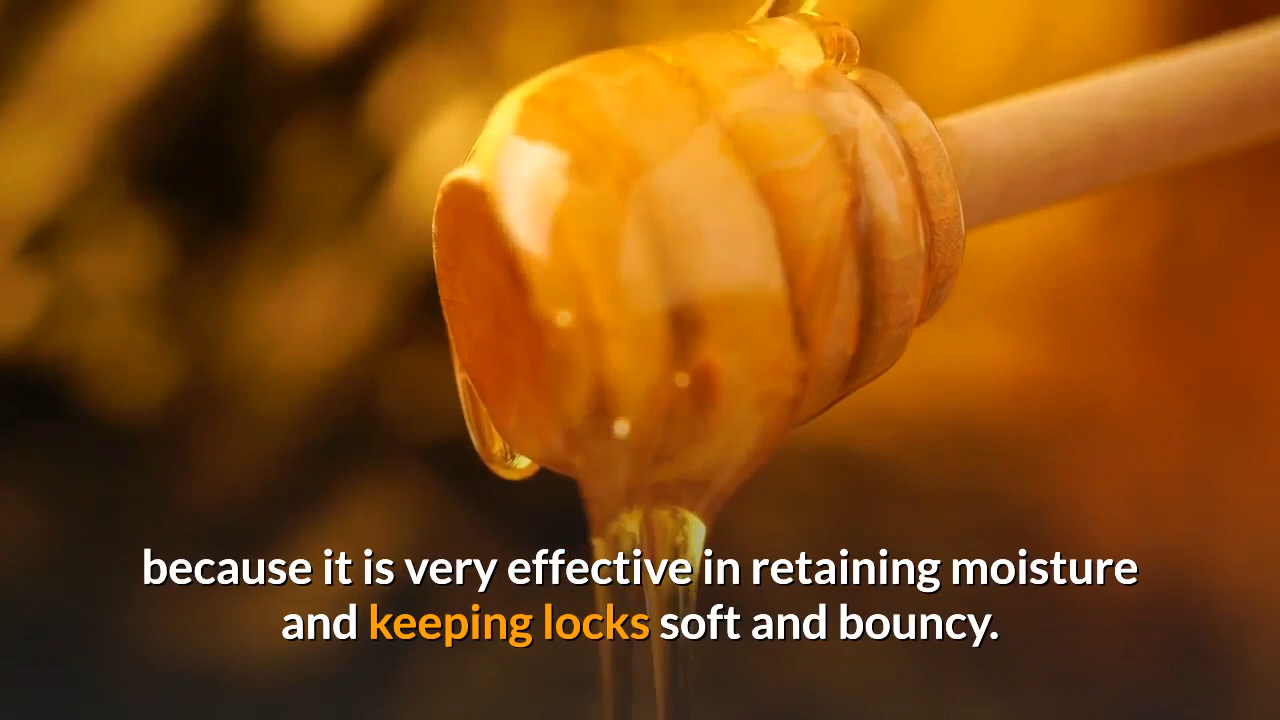 because it is very effective in retaining moisture
and keeping locks soft and bouncy.